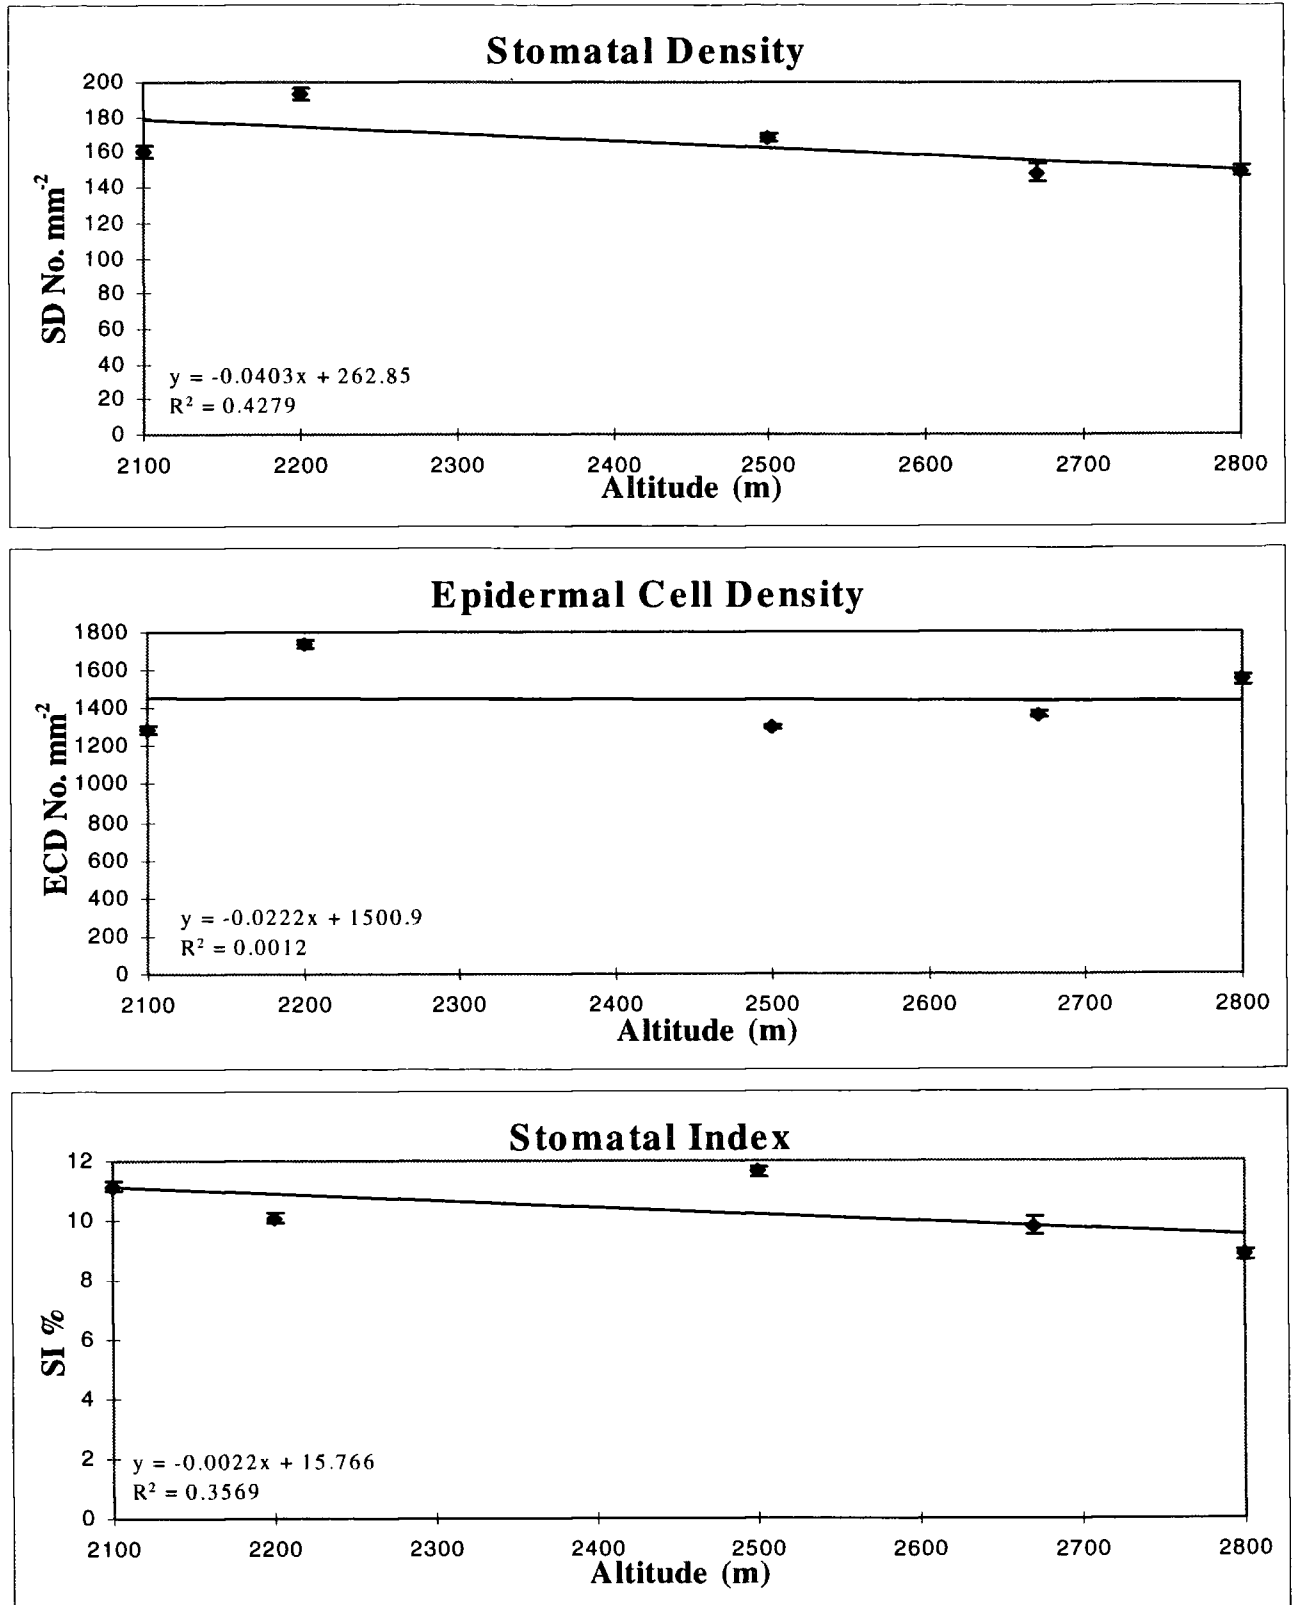 Stomatal Density
200
180
160
140
120
100
80
60
40
20
0
SD No. mm-2
y = -0.0403x + 262.85
R2 = 0.4279
2100 2200 2300 2400 2500 2600 2700 2800
Altitude (m)
Epidermal Cell Density
1800
1600
1400
1200
1000
800
600
400
200
0
ECD No. mm-2
y = -0.0222x + 1500.9
R2 = 0.0012
2100 2200 2300 2400 2500 2600 2700 2800
Altitude (m)
Stomatal Index
12
10
8
6
4
2
0
SI %
y = -0.0022x + 15.766
R2 = 0.3569
2100 2200 2300 2400 2500 2600 2700 2800
Altitude (m)